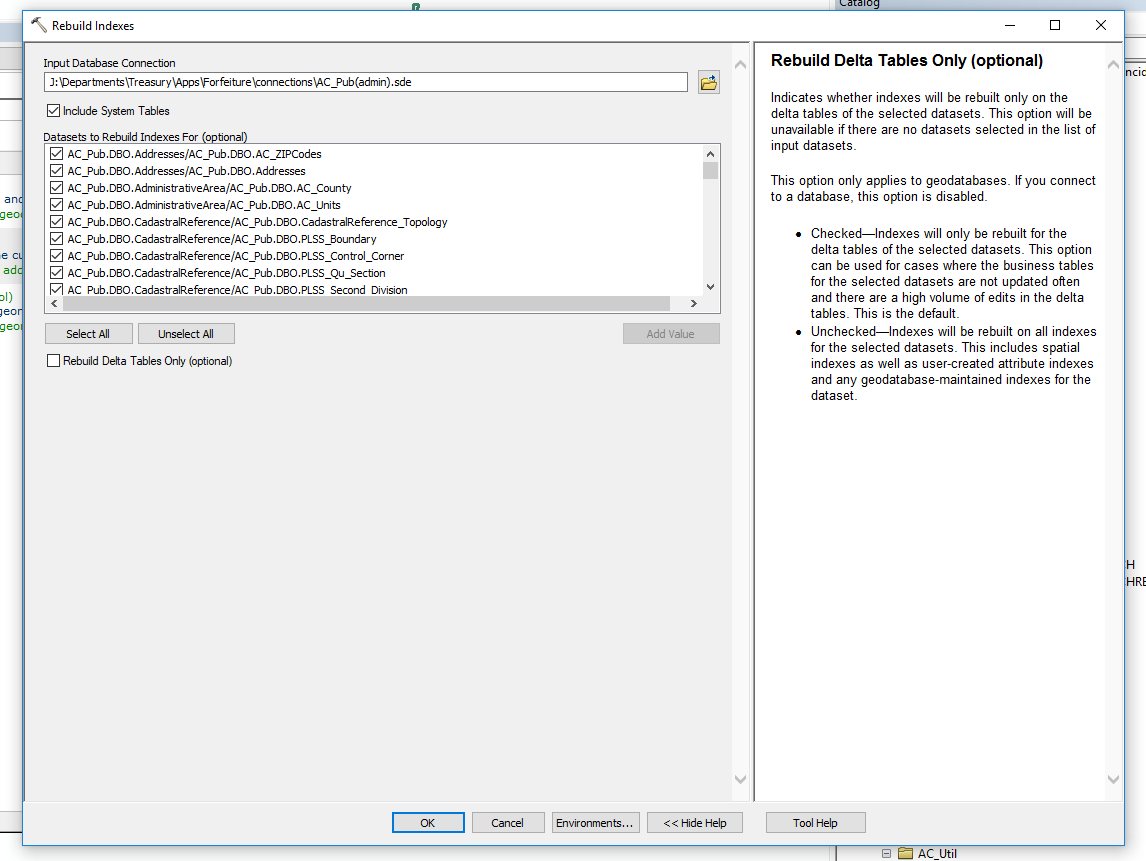 Catalog
Rebuild Indexes
Input Database Connection
J:\Departments\Treasury\Apps\Forfeiture\connections\AC_Pub(admin).sde
Include System Tables
Datasets to Rebuild Indexes For (optional)
AC_Pub.DBO.Addresses/AC_Pub.DBO.AC_ZIPCodes
AC_Pub.DBO.Addresses/AC_Pub.DBO.Addresses
AC_Pub.DBO.AdministrativeArea/AC_Pub.DBO.AC_County
AC_Pub.DBO.AdministrativeArea/AC_Pub.DBO.AC_Units
AC_Pub.DBO.CadastralReference/AC_Pub.DBO.CadastralReference_Topology
AC_Pub.DBO.CadastralReference/AC_Pub.DBO.PLSS_Boundary
AC_Pub.DBO.CadastralReference/AC_Pub.DBO.PLSS_Control_Corner
AC_Pub.DBO.CadastralReference/AC_Pub.DBO.PLSS_Qu_Section
AC_Pub.DBO.CadastralReference/AC_Pub.DBO.PLSS_Second_Division
Select All
Unselect All
Add Value
Rebuild Delta Tables Only (optional)
Rebuild Delta Tables Only (optional)
Indicates whether indexes will be rebuilt only on the
delta tables of the selected datasets. This option will be
unavailable if there are no datasets selected in the list of
input datasets.
This option only applies to geodatabases. If you connect
to a database, this option is disabled.
• Checked—Indexes will only be rebuilt for the
delta tables of the selected datasets. This option
can be used for cases where the business tables
for the selected datasets are not updated often
and there are a high volume of edits in the delta
tables. This is the default.
• Unchecked—Indexes will be rebuilt on all indexes
for the selected datasets. This includes spatial
indexes as well as user-created attribute indexes
and any geodatabase-maintained indexes for the
dataset.
OK
Cancel
Environments...
<< Hide Help
Tool Help
and
geo
e cu
add
ol)
geon
geor
ncid
H
HRE
AC_Util